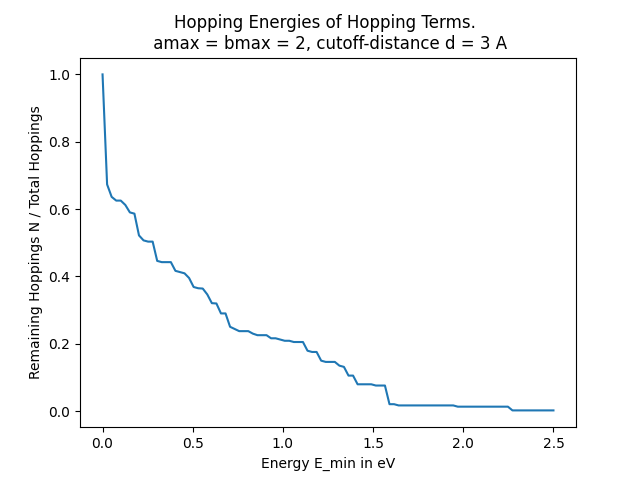 Hopping Energies of Hopping Terms.
amax = bmax = 2, cutoff-distance d = 3 A
Remaining Hoppings N / Total Hoppings
1.0
0.8
0.6
0.4
0.2
0.0
0.0 0.5 1.0 1.5 2.0 2.5
Energy E_min in eV